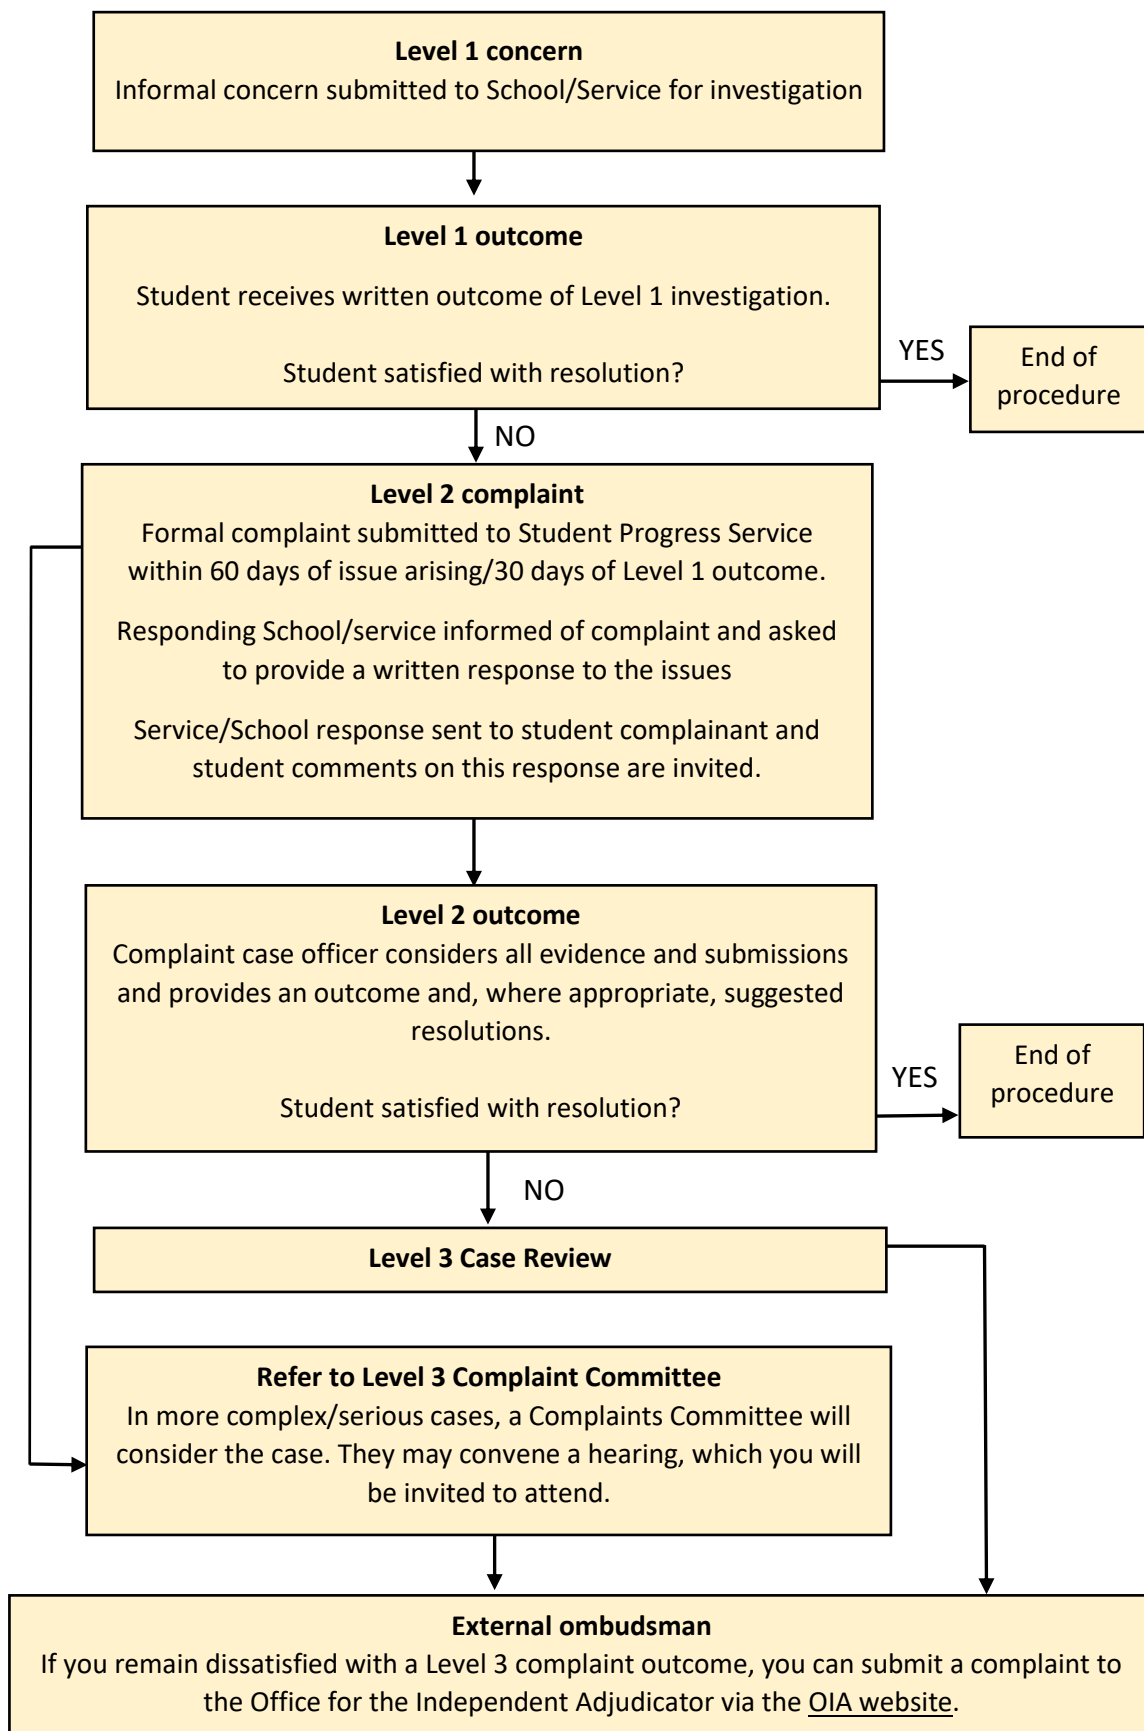 Level 1 concern
Informal concern submitted to School/Service for investigation
Level 1 outcome
Student receives written outcome of Level 1 investigation.
Student satisfied with resolution?
YES
End of
procedure
NO
Level 2 complaint
Formal complaint submitted to Student Progress Service
within 60 days of issue arising/30 days of Level 1 outcome.
Responding School/service informed of complaint and asked
to provide a written response to the issues
Service/School response sent to student complainant and
student comments on this response are invited.
Level 2 outcome
Complaint case officer considers all evidence and submissions
and provides an outcome and, where appropriate, suggested
resolutions.
Student satisfied with resolution?
YES
End of
procedure
NO
Level 3 Case Review
Refer to Level 3 Complaint Committee
In more complex/serious cases, a Complaints Committee will
consider the case. They may convene a hearing, which you will
be invited to attend.
External ombudsman
If you remain dissatisfied with a Level 3 complaint outcome, you can submit a complaint to
the Office for the Independent Adjudicator via the OIA website.